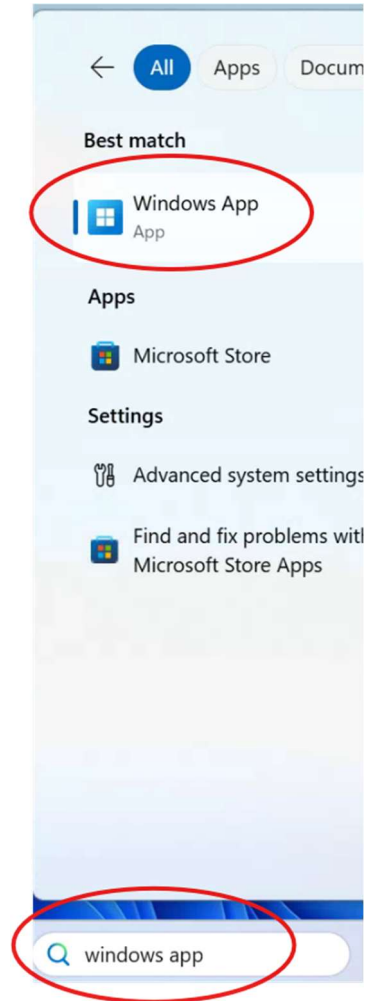 All Apps Docum
Best match
Windows App
App
Apps
Microsoft Store
Settings
Advanced system settings
Find and fix problems with
Microsoft Store Apps
windows app